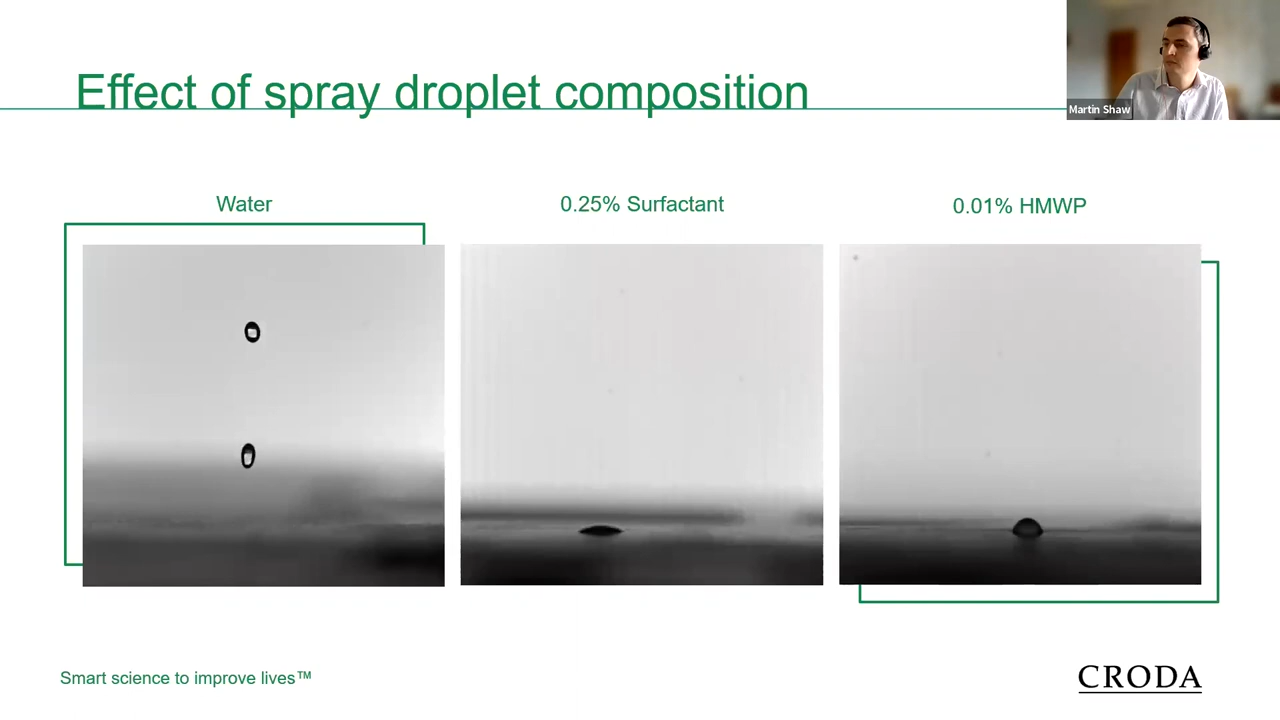 Effect of spray droplet composition
Martin Shaw
Water
0.25% Surfactant
0.01% HMWP
Smart science to improve lives™
CRODA